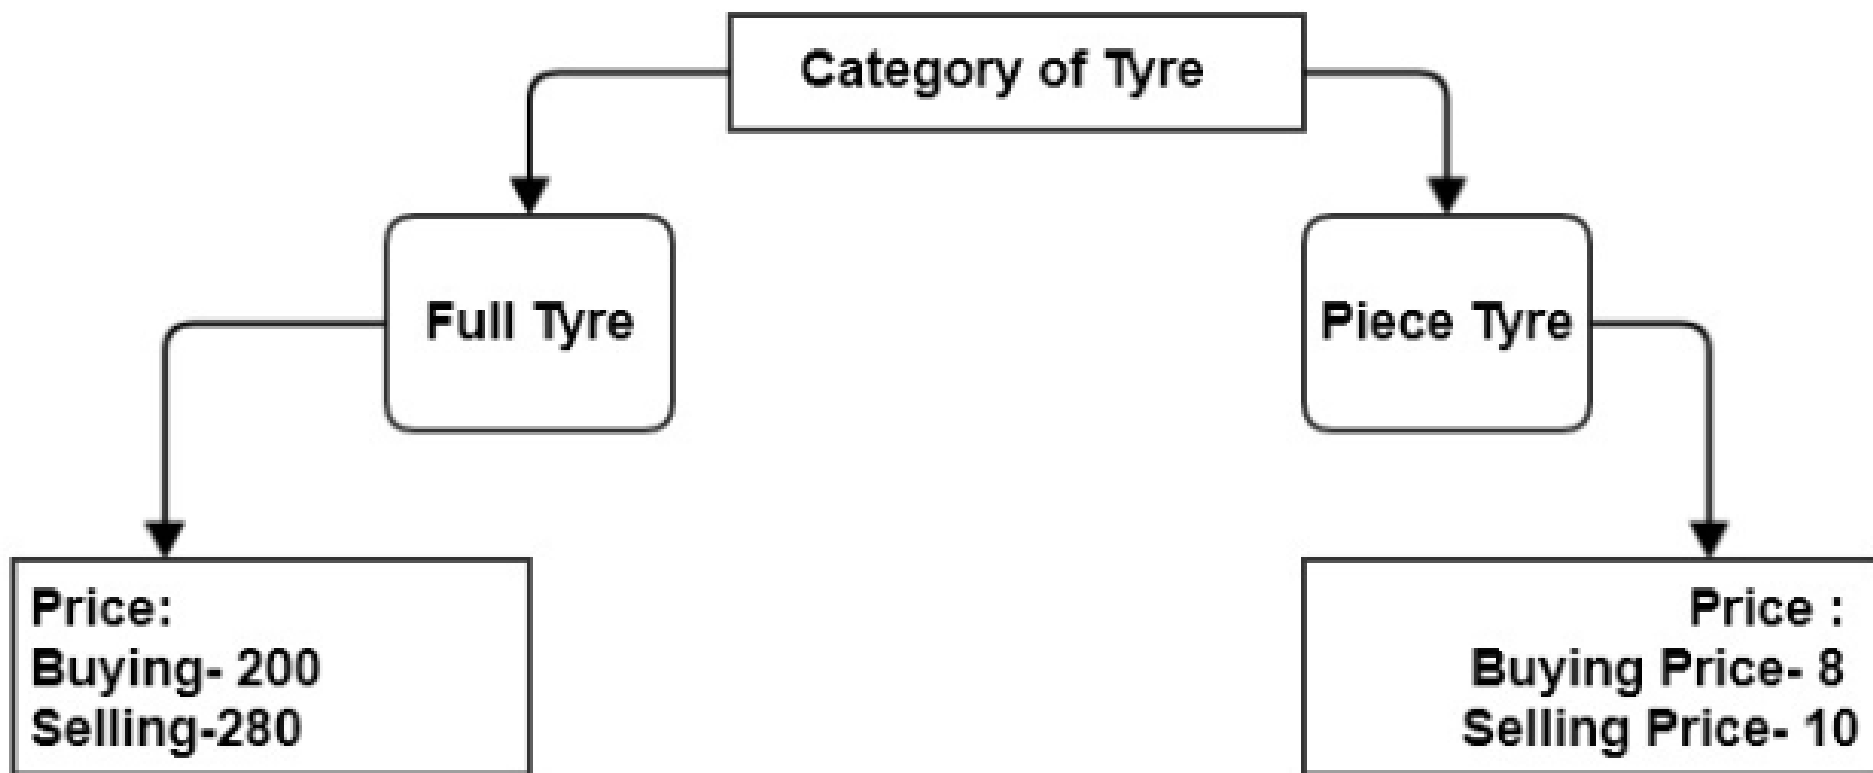 Category of Tyre
Full Tyre
Piece Tyre
Price:
Buying- 200
Selling-280
Price :
Buying Price- 8
Selling Price- 10